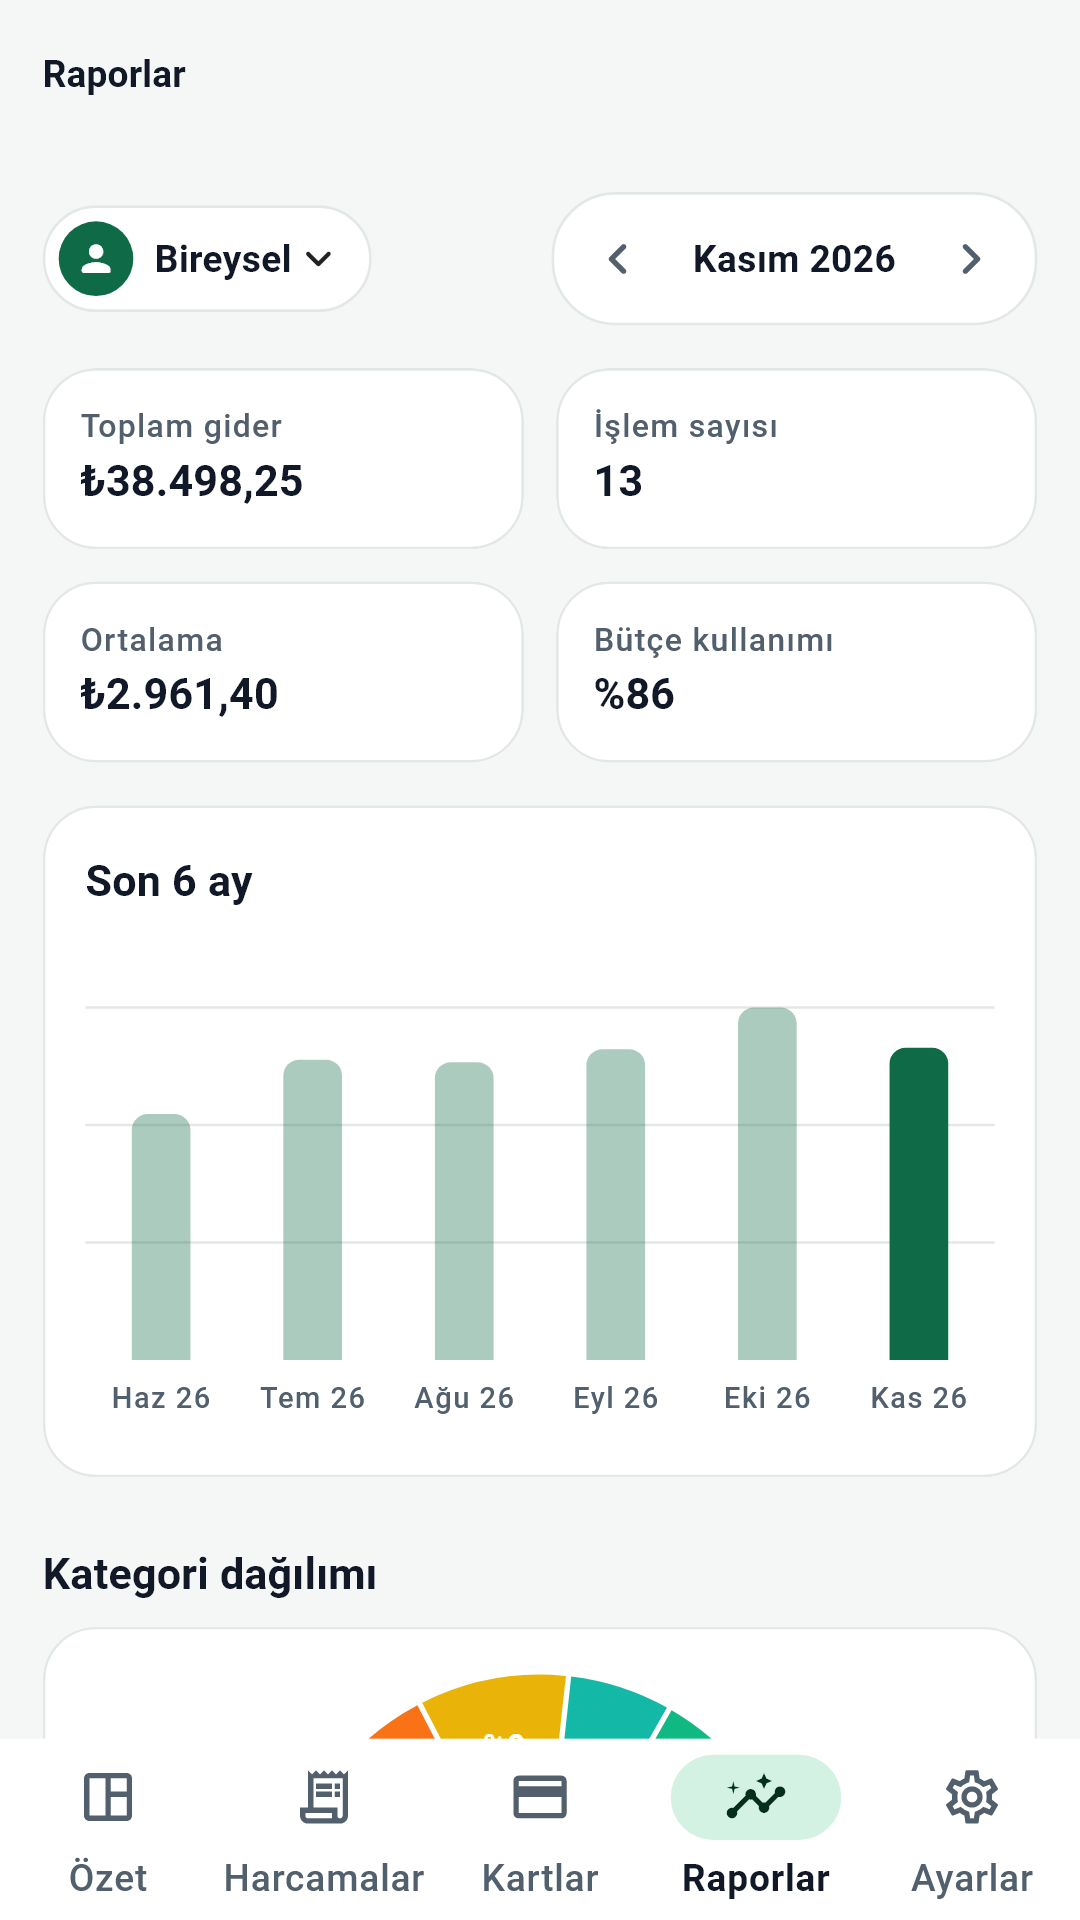 Raporlar
Bireysel
Kasım 2026
Toplam gider
₺38.498,25
İşlem sayısı
13
Ortalama
₺2.961,40
Bütçe kullanımı
%86
Son 6 ay
Haz 26 Tem 26 Ağu 26 Eyl 26 Eki 26 Kas 26
Kategori dağılımı
Özet Harcamalar Kartlar Raporlar Ayarlar